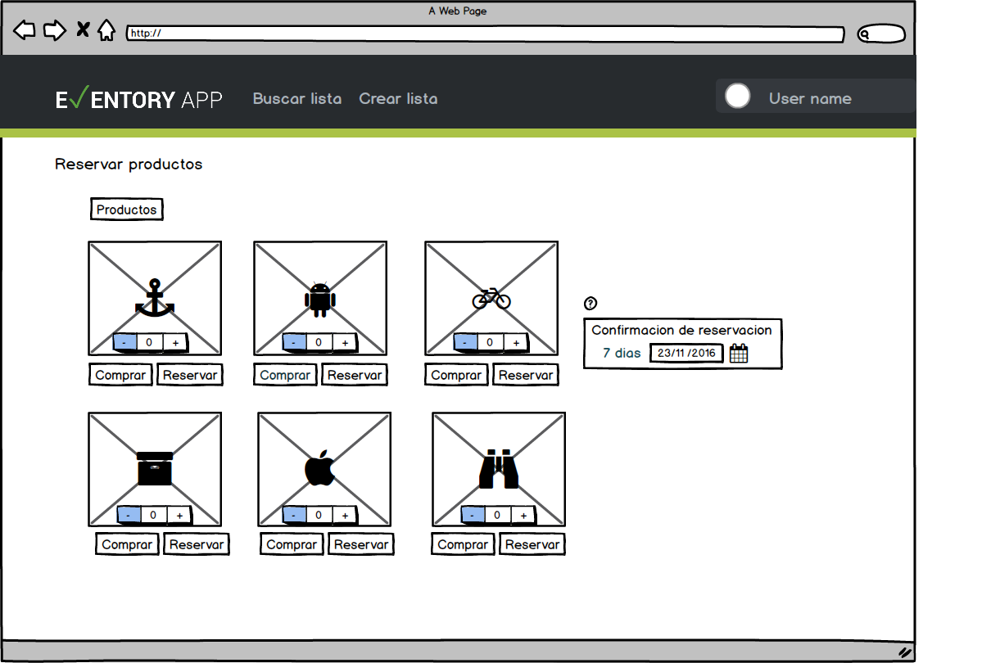 A Web Page
http://
E✓ENTORY APP
Buscar lista
Crear lista
User name
Reservar productos
Productos
- 0 +
- 0 +
- 0 +
Comprar Reservar
Comprar Reservar
Comprar Reservar
?
Confirmacion de reservacion
7 dias 23/11/2016
- 0 +
- 0 +
- 0 +
Comprar Reservar
Comprar Reservar
Comprar Reservar